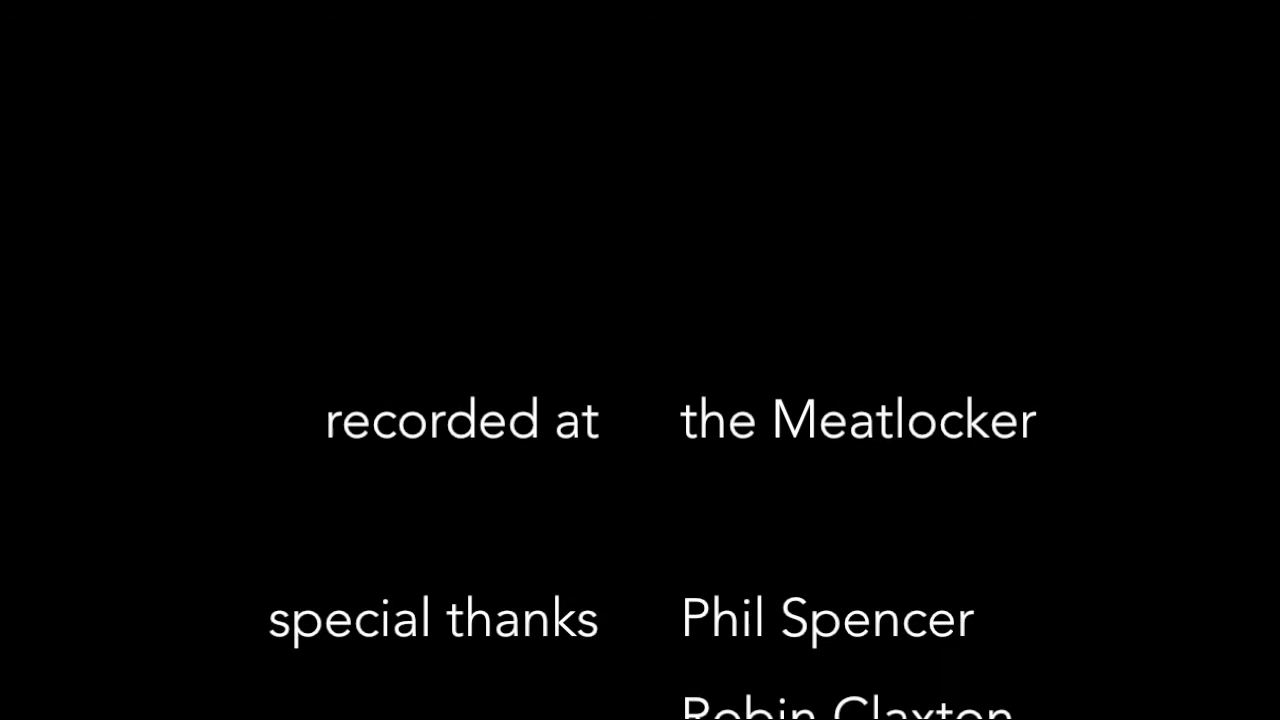 recorded at the Meatlocker
special thanks Phil Spencer
Robin Claxton